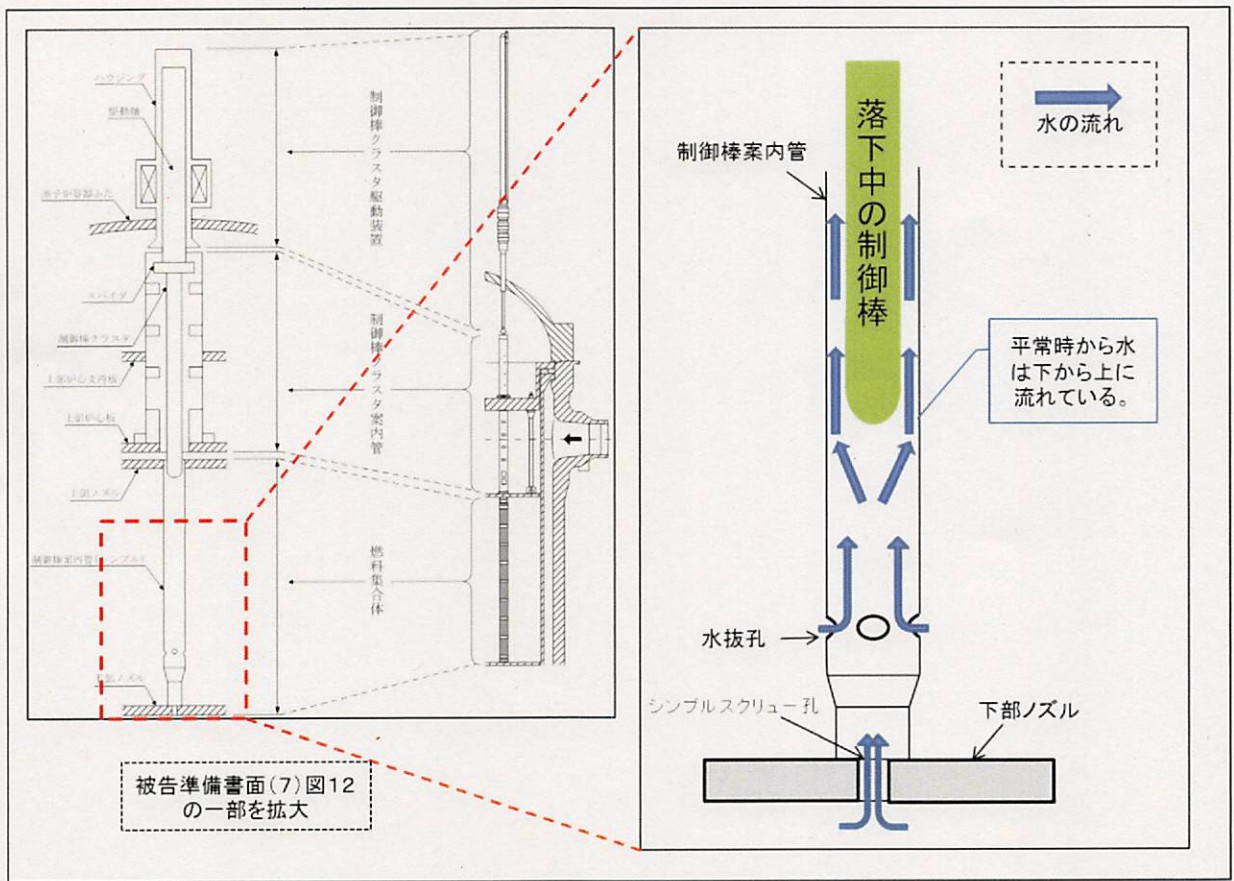 ハウジング
駆動軸
原子炉容器ふた
スパイダ
制御棒クラスタ
上部炉心支持板
上部炉心板
上部ノズル
制御棒案内管(シンブル)
下部ノズル
制御棒クラスタ駆動装置
制御棒クラスタ案内管
燃料集合体
被告準備書面(7)図12
の一部を拡大
水の流れ
制御棒案内管
落下中の制御棒
平常時から水
は下から上に
流れている。
水抜孔
シンブルスクリュー孔
下部ノズル